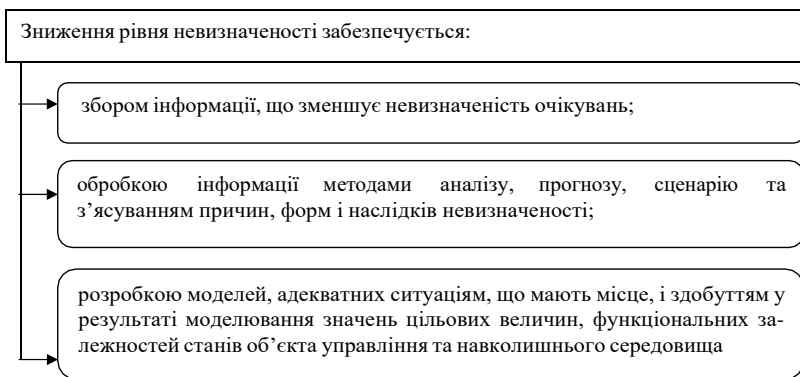 Зниження рівня невизначеності забезпечується:
збором інформації, що зменшує невизначеність очікувань;
обробкою інформації методами аналізу, прогнозу, сценарію та
з’ясуванням причин, форм і наслідків невизначеності;
розробкою моделей, адекватних ситуаціям, що мають місце, і здобуттям у
результаті моделювання значень цільових величин, функціональних за-
лежностей станів об’єкта управління та навколишнього середовища